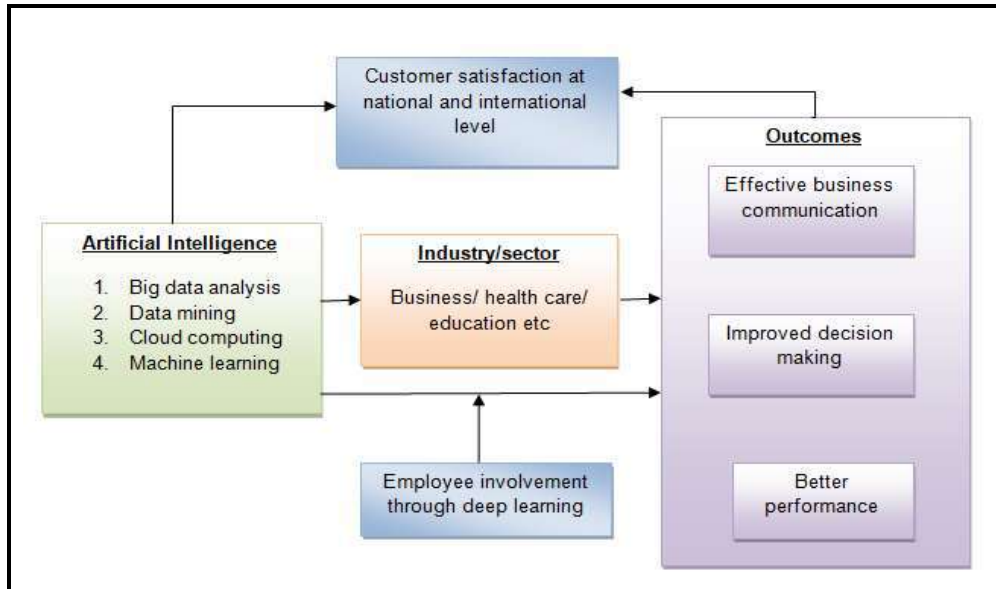 Customer satisfaction at
national and international
level
Outcomes
Effective business
communication
Artificial Intelligence
1. Big data analysis
2. Data mining
3. Cloud computing
4. Machine learning
Industry/sector
Business/ health care/
education etc
Improved decision
making
Employee involvement
through deep learning
Better
performance